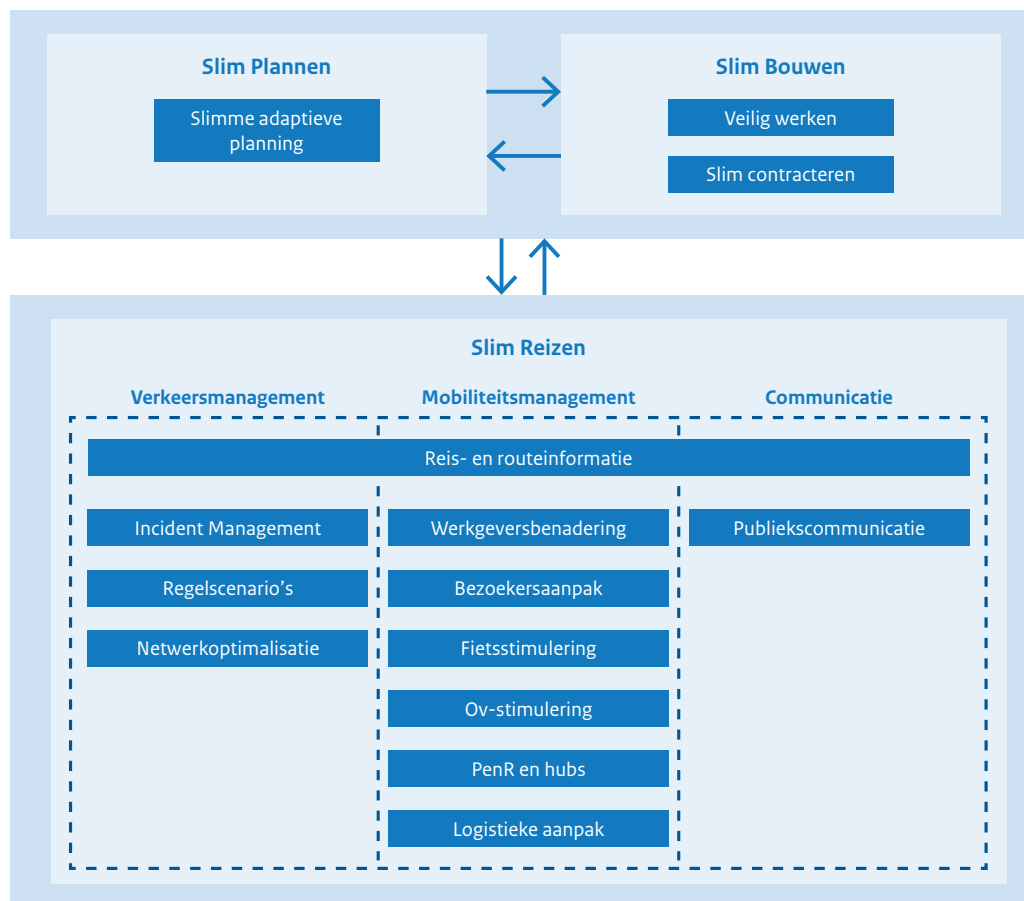 Slim Plannen
Slimme adaptieve
planning
Slim Bouwen
Veilig werken
Slim contracteren
Slim Reizen
Verkeersmanagement
Mobiliteitsmanagement
Communicatie
Reis- en routeinformatie
Incident Management
Regelscenario’s
Netwerkoptimalisatie
Werkgeversbenadering
Bezoekersaanpak
Fietsstimulering
Ov-stimulering
PenR en hubs
Logistieke aanpak
Publiekscommunicatie